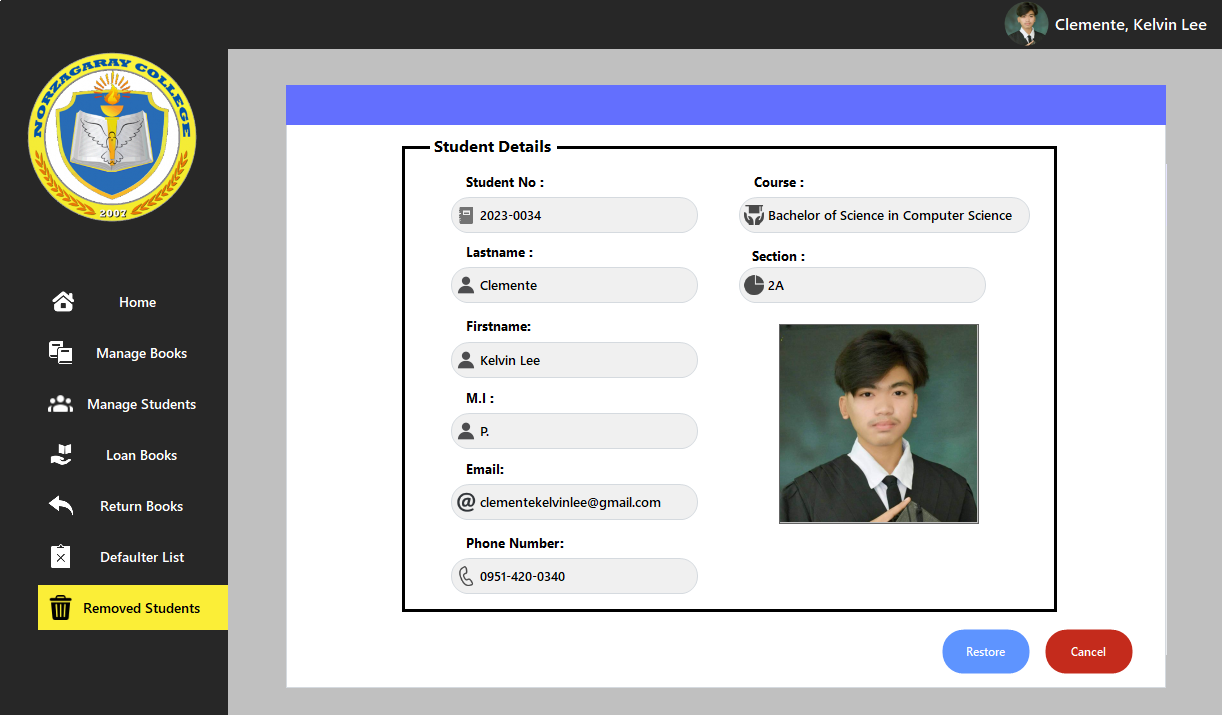 Clemente, Kelvin Lee
NORZAGARAY COLLEGE
2007
Home
Manage Books
Manage Students
Loan Books
Return Books
Defaulter List
Removed Students
Student Details
Student No :
2023-0034
Lastname :
Clemente
Firstname:
Kelvin Lee
M.I :
P.
Email:
clementekelvinlee@gmail.com
Phone Number:
0951-420-0340
Course :
Bachelor of Science in Computer Science
Section :
2A
Restore
Cancel